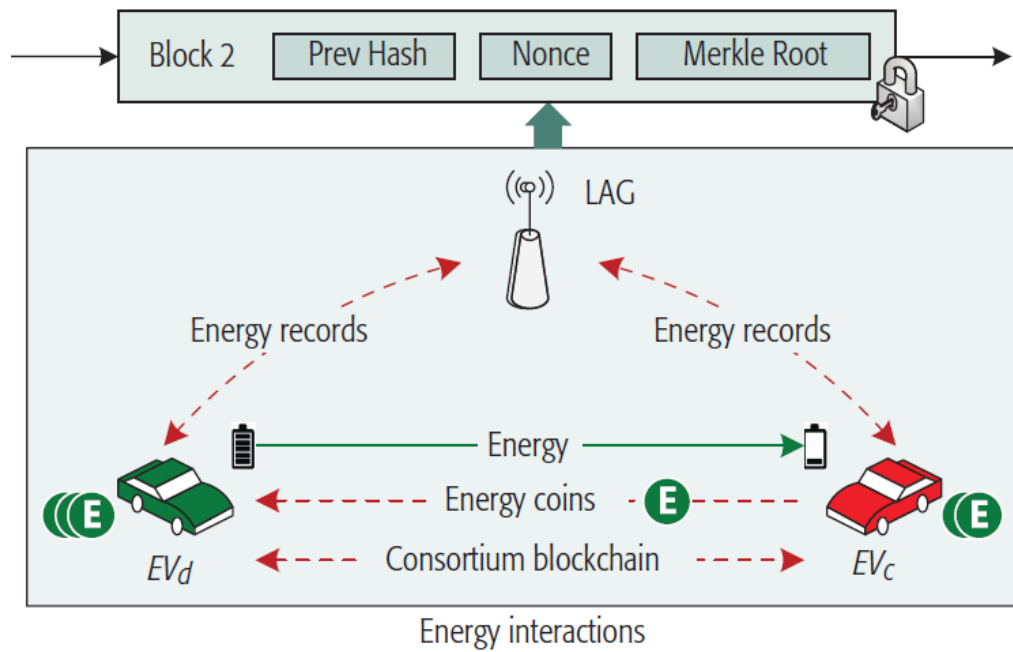 Block 2 Prev Hash Nonce Merkle Root
LAG
Energy records Energy records
Energy
E Energy coins E E
Consortium blockchain
EVd EVc
Energy interactions